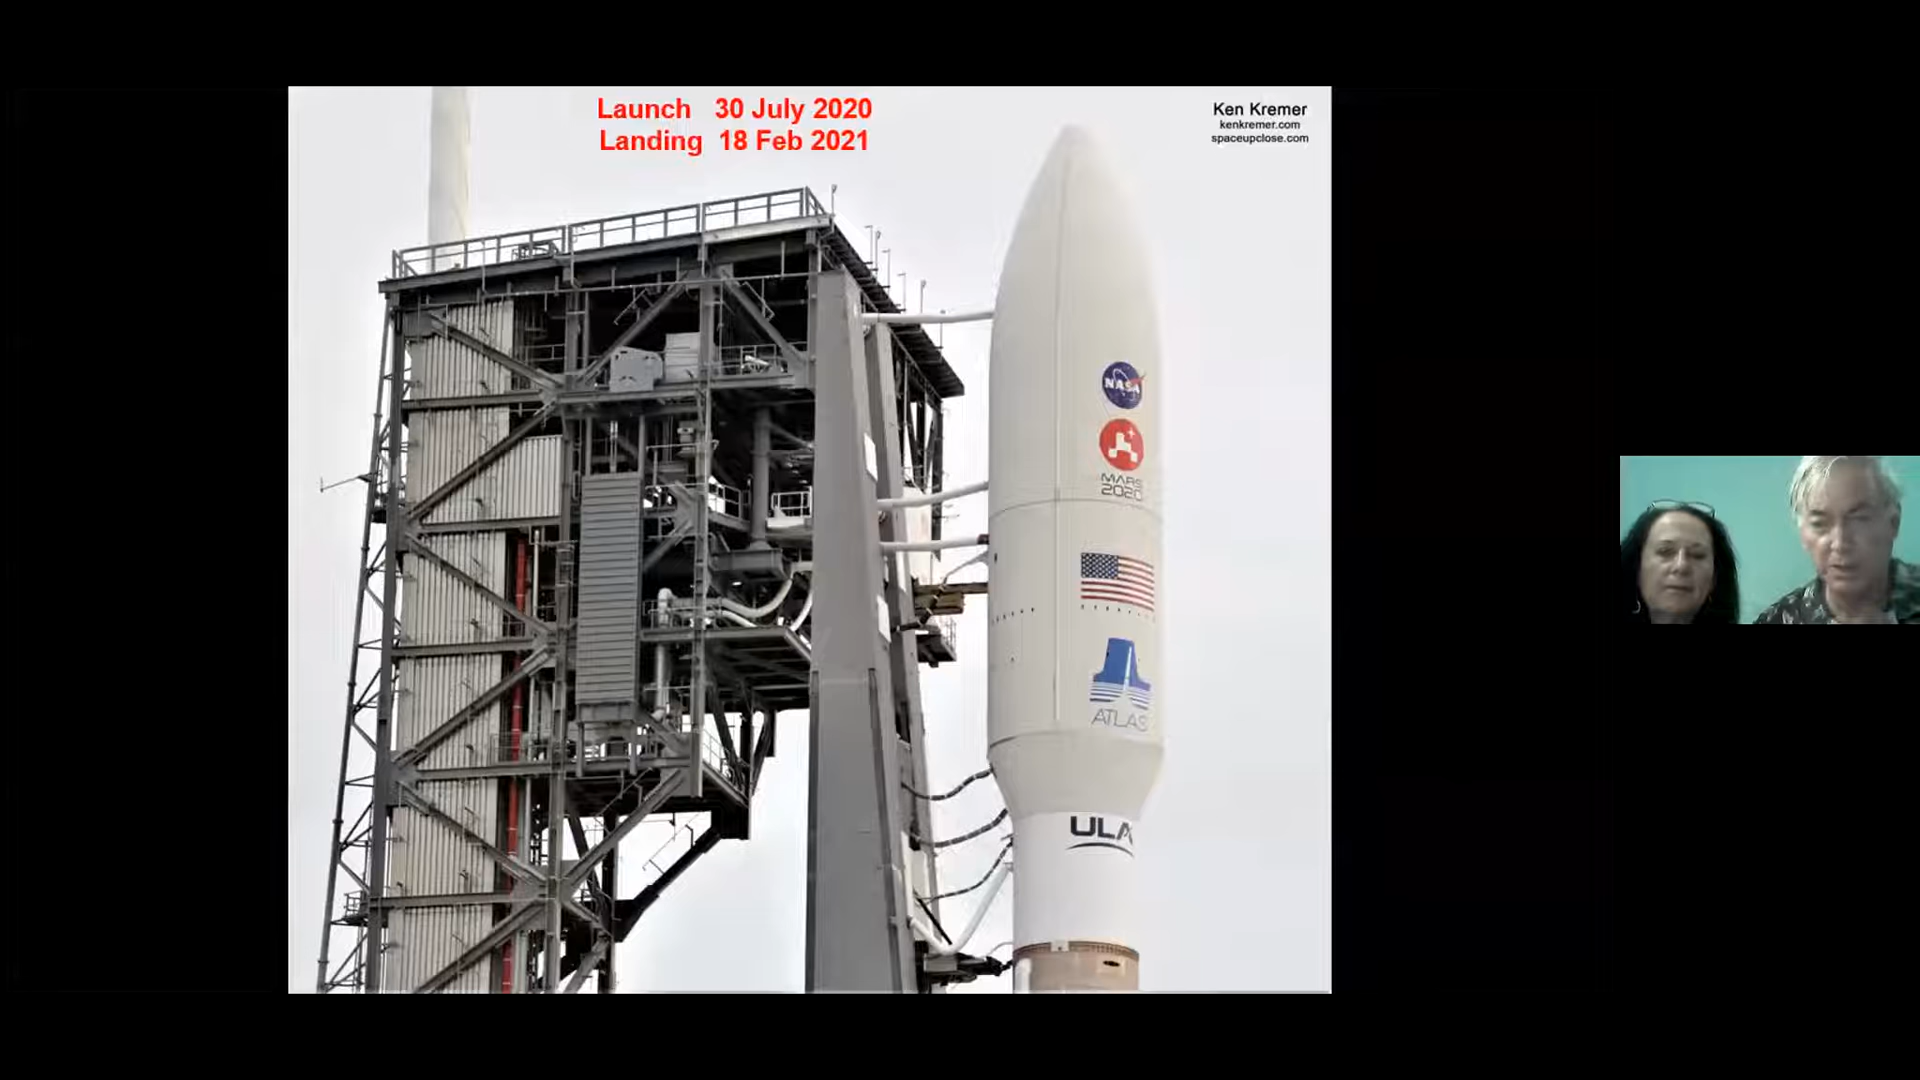 Launch 30 July 2020
Landing 18 Feb 2021
Ken Kremer
kenkremer.com
spaceupclose.com
NASA
MARS
2020
ATLAS
ULA